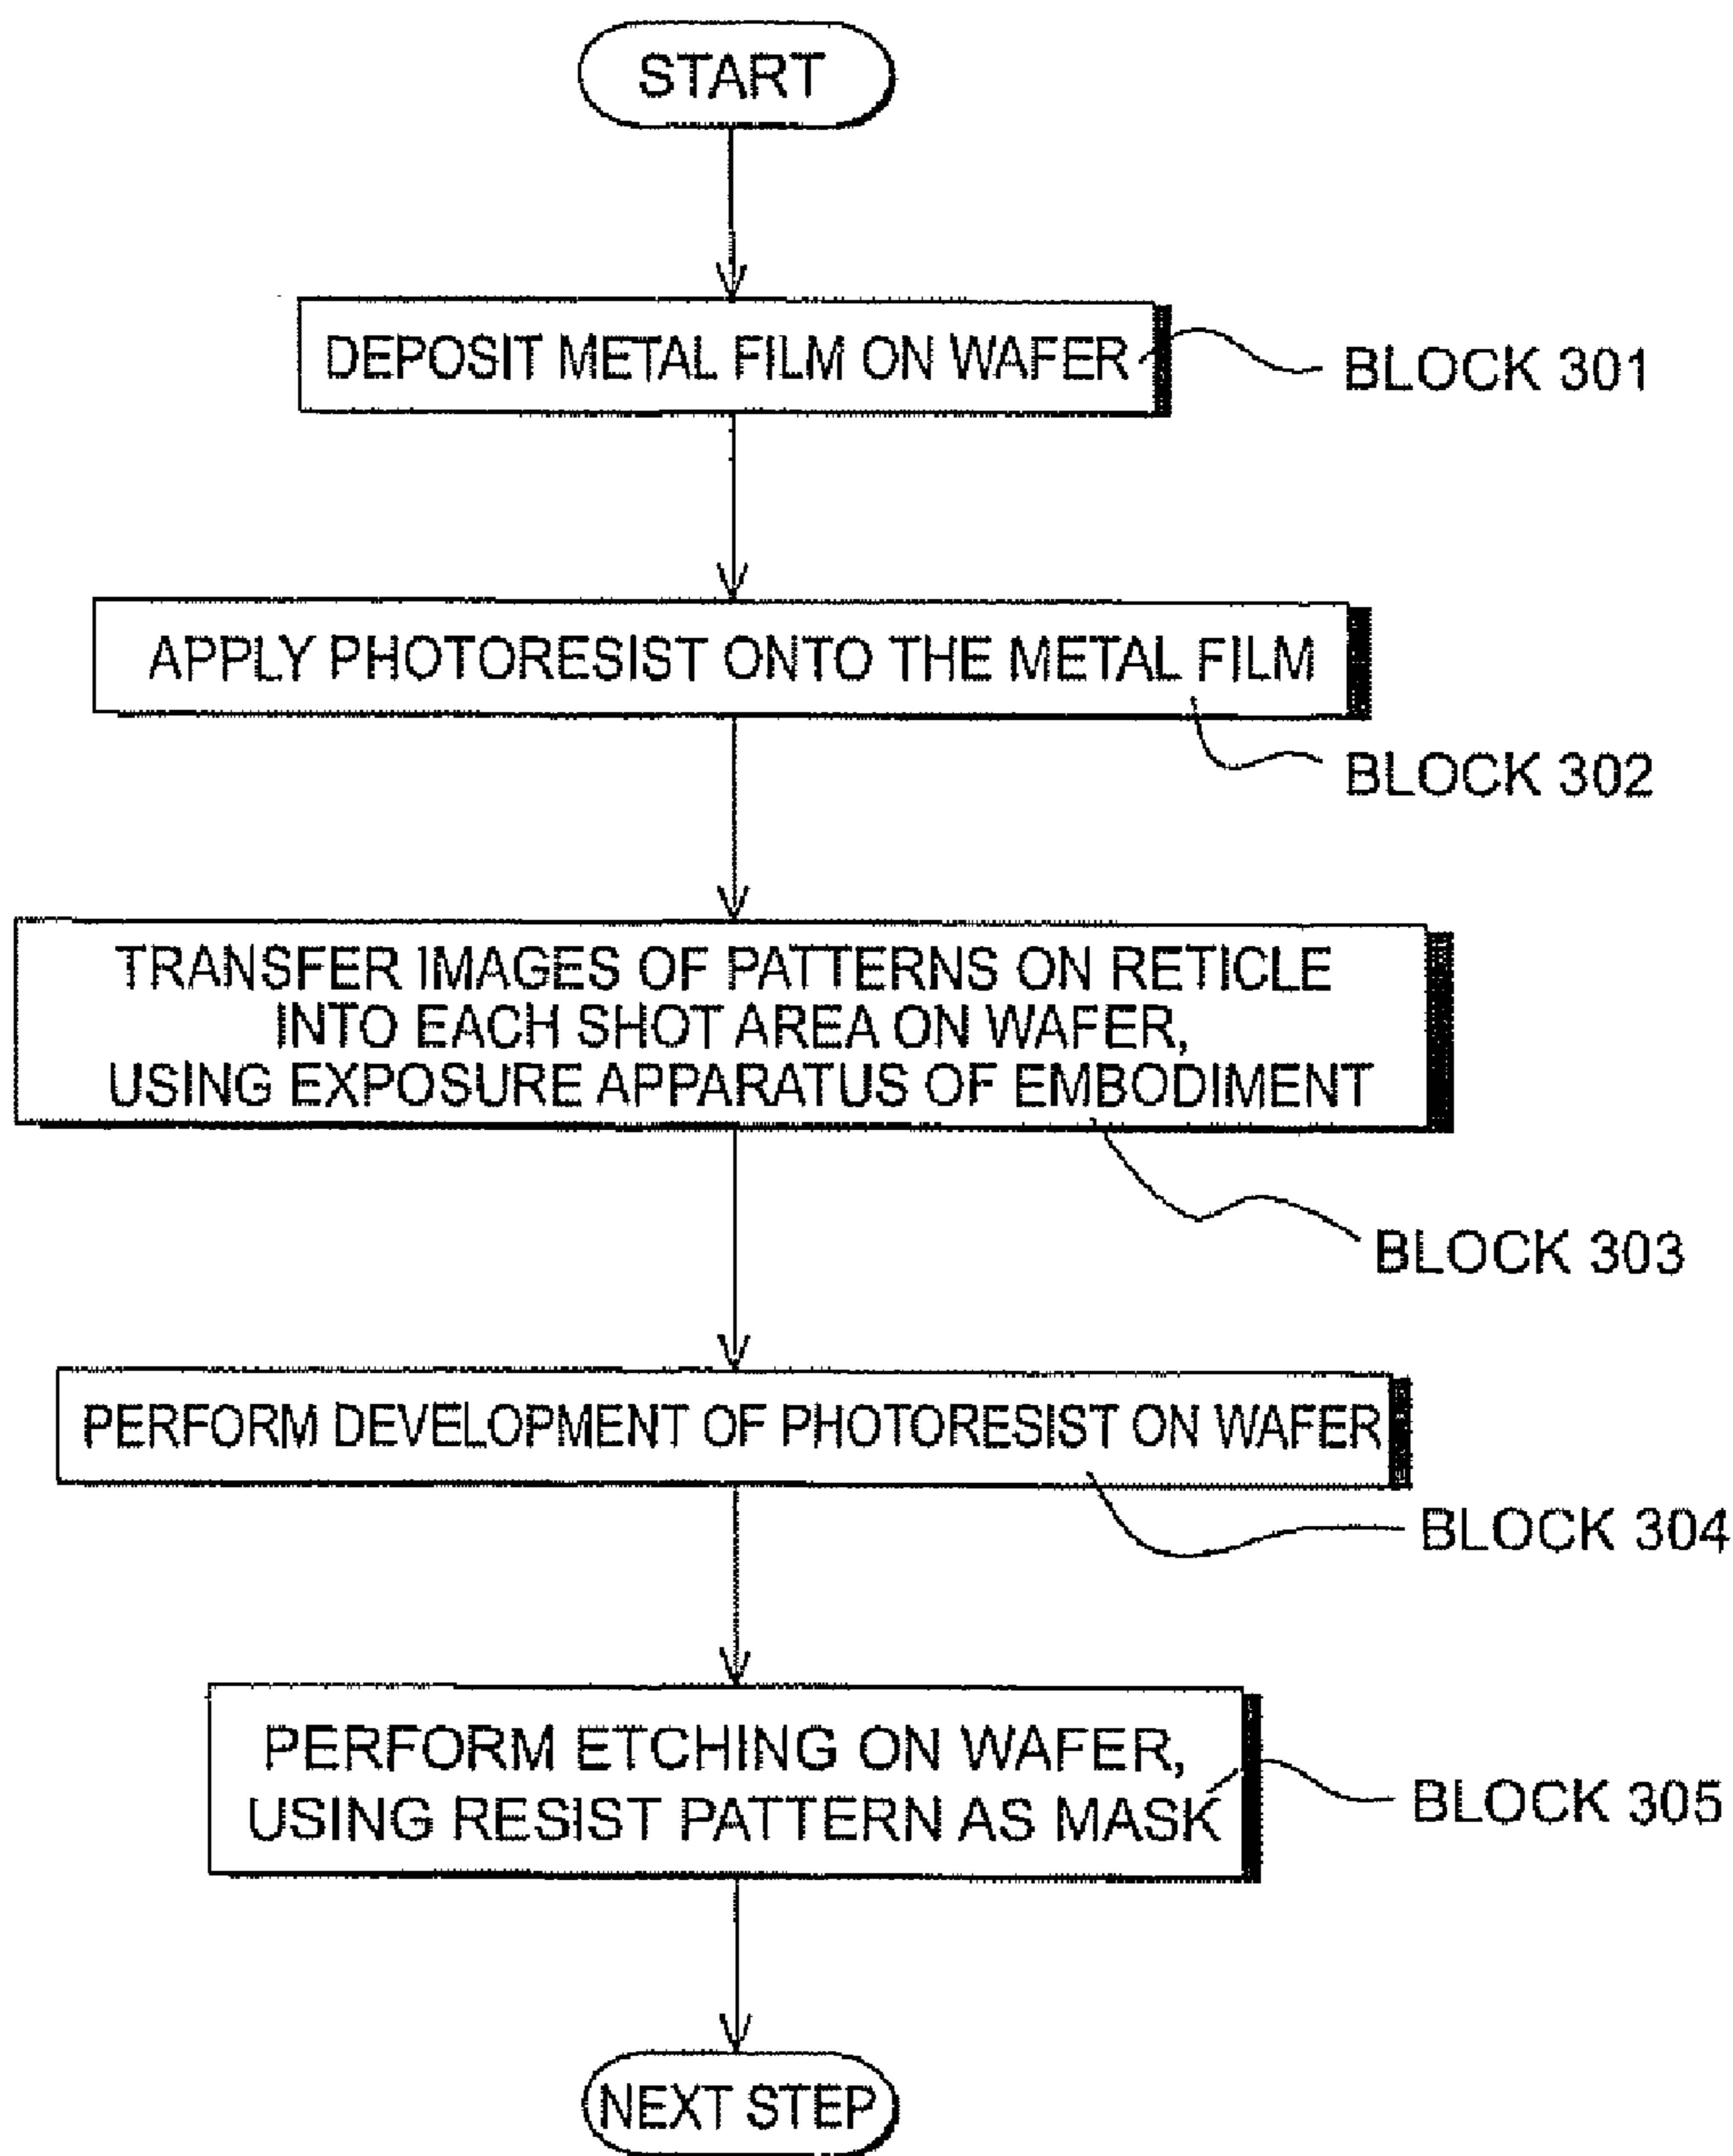 START
DEPOSIT METAL FILM ON WAFER
BLOCK 301
APPLY PHOTORESIST ONTO THE METAL FILM
BLOCK 302
TRANSFER IMAGES OF PATTERNS ON RETICLE
INTO EACH SHOT AREA ON WAFER,
USING EXPOSURE APPARATUS OF EMBODIMENT
BLOCK 303
PERFORM DEVELOPMENT OF PHOTORESIST ON WAFER
BLOCK 304
PERFORM ETCHING ON WAFER,
USING RESIST PATTERN AS MASK
BLOCK 305
NEXT STEP